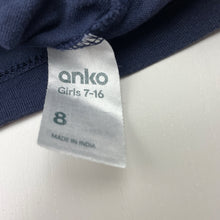 anko
Girls 7-16
8
MADE IN INDIA